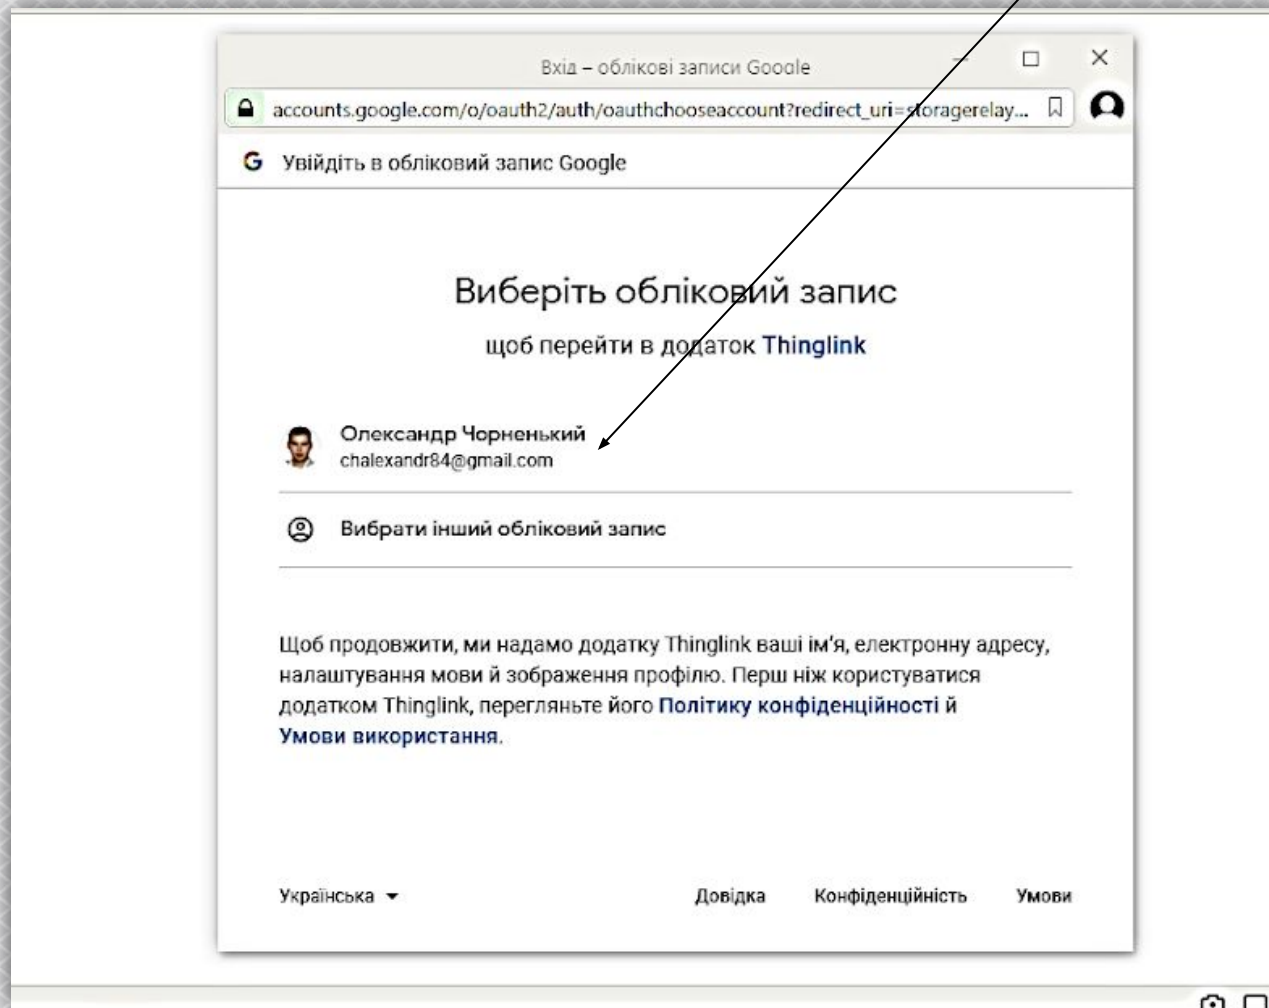 Вхід – облікові записи Google
accounts.google.com/o/oauth2/auth/oauthchooseaccount?redirect_uri=storagerelay...
G Увійдіть в обліковий запис Google
Виберіть обліковий запис
щоб перейти в додаток Thinglink
Олександр Чорненький
chalexandr84@gmail.com
Вибрати інший обліковий запис
Щоб продовжити, ми надамо додатку Thinglink ваші ім'я, електронну адресу,
налаштування мови й зображення профілю. Перш ніж користуватися
додатком Thinglink, перегляньте його Політику конфіденційності й
Умови використання.
Українська Довідка Конфіденційність Умови